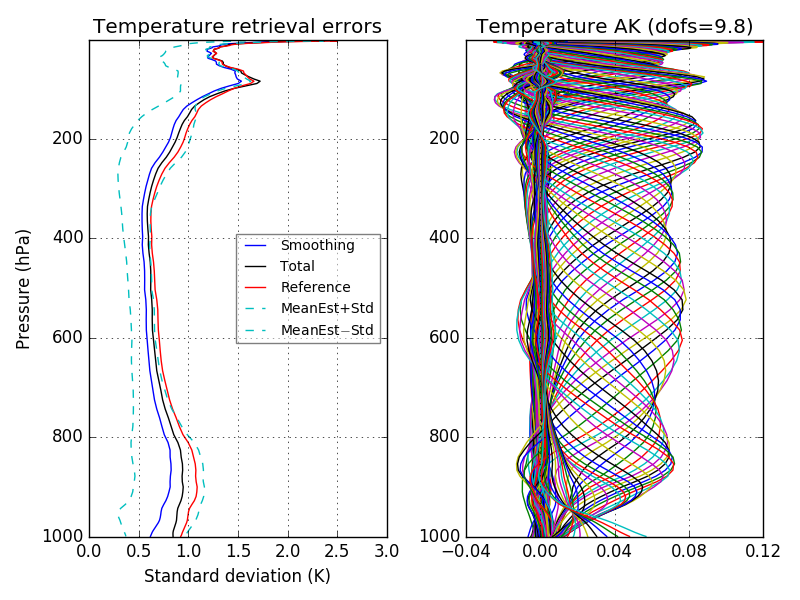 Temperature retrieval errors
Temperature AK (dofs=9.8)
Pressure (hPa)
200
400
600
800
1000
0.0 0.5 1.0 1.5 2.0 2.5 3.0
Standard deviation (K)
Smoothing
Total
Reference
MeanEst+Std
MeanEst−Std
200
400
600
800
1000
−0.04 0.00 0.04 0.08 0.12